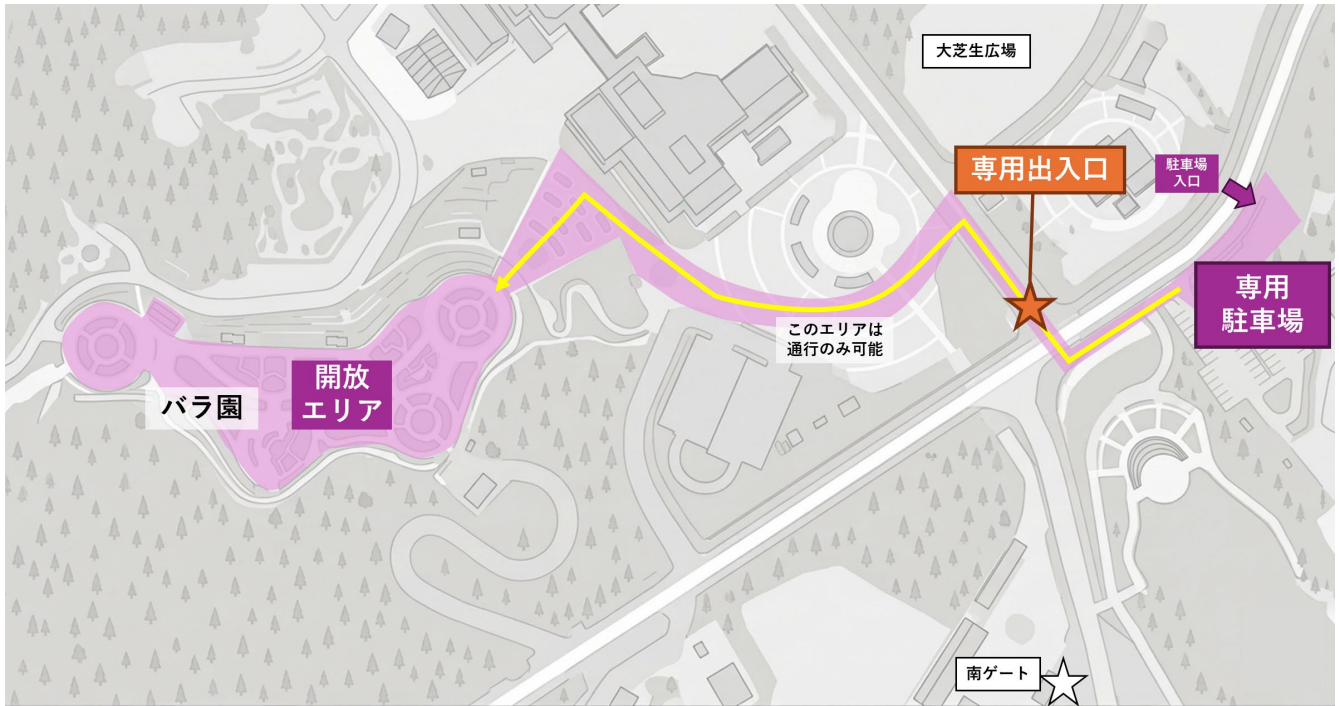 大芝生広場
専用出入口
駐車場
入口
専用
駐車場
このエリアは
通行のみ可能
開放
エリア
バラ園
南ゲート